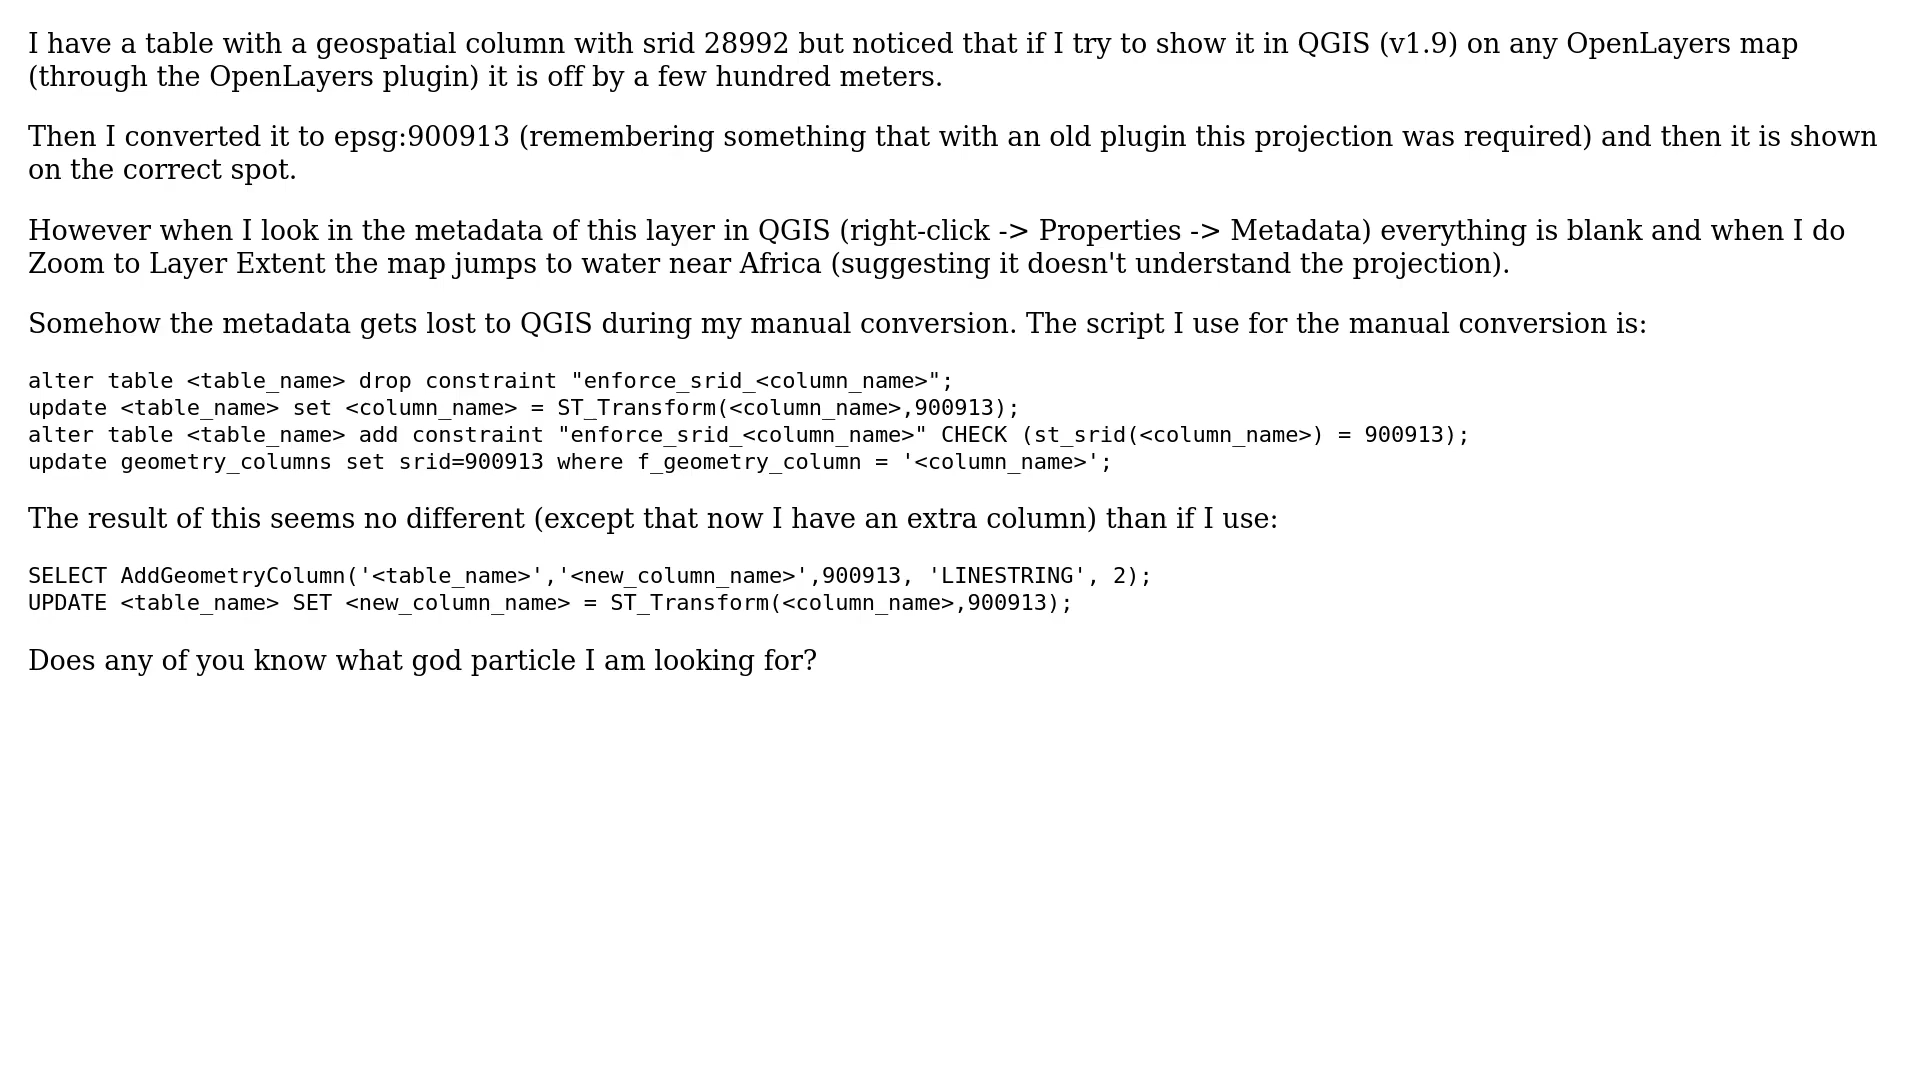 I have a table with a geospatial column with srid 28992 but noticed that if I try to show it in QGIS (v1.9) on any OpenLayers map
(through the OpenLayers plugin) it is off by a few hundred meters.
Then I converted it to epsg:900913 (remembering something that with an old plugin this projection was required) and then it is shown
on the correct spot.
However when I look in the metadata of this layer in QGIS (right-click -> Properties -> Metadata) everything is blank and when I do
Zoom to Layer Extent the map jumps to water near Africa (suggesting it doesn't understand the projection).
Somehow the metadata gets lost to QGIS during my manual conversion. The script I use for the manual conversion is:
alter table <table_name> drop constraint "enforce_srid_<column_name>";
update <table_name> set <column_name> = ST_Transform(<column_name>,900913);
alter table <table_name> add constraint "enforce_srid_<column_name>" CHECK (st_srid(<column_name>) = 900913);
update geometry_columns set srid=900913 where f_geometry_column = '<column_name>';
The result of this seems no different (except that now I have an extra column) than if I use:
SELECT AddGeometryColumn('<table_name>','<new_column_name>',900913, 'LINESTRING', 2);
UPDATE <table_name> SET <new_column_name> = ST_Transform(<column_name>,900913);
Does any of you know what god particle I am looking for?